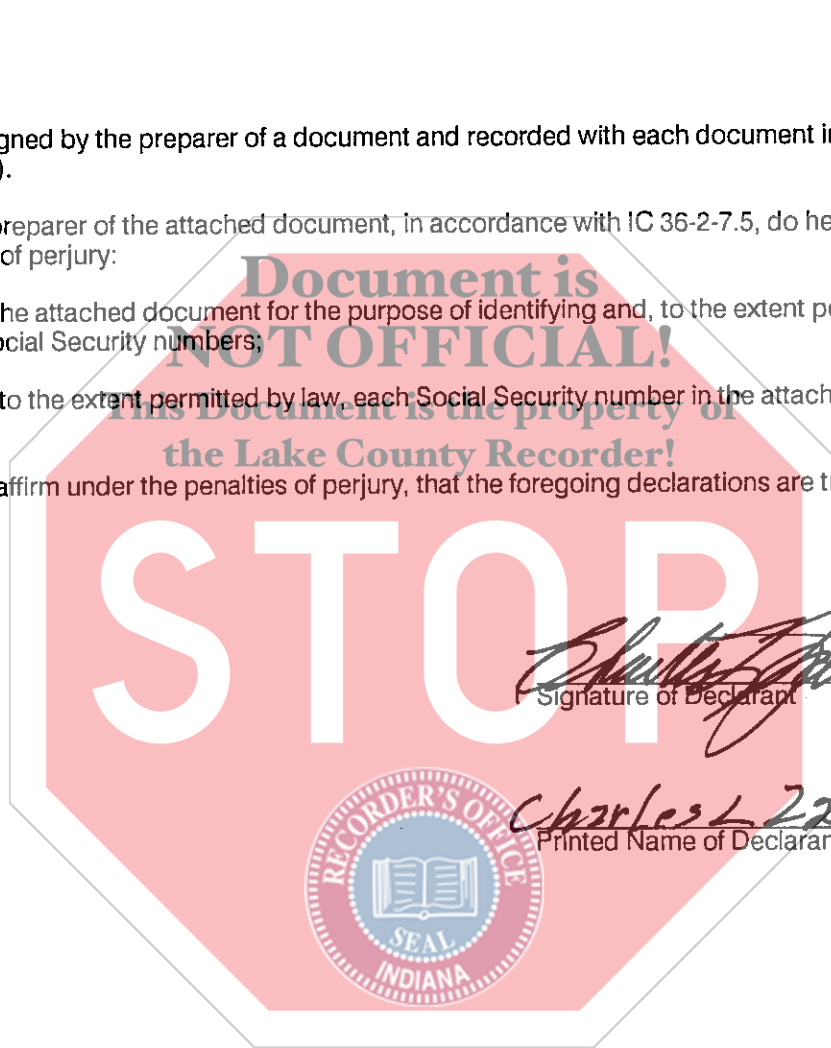 gned by the preparer of a document and recorded with each document i
).
reparer of the attached document, in accordance with IC 36-2-7.5, do he
of perjury:
Document is
he attached document for the purpose of identifying and, to the extent p
NOT OFFICIAL!
ocial Security numbers;
to the extent permitted by law, each Social Security number in the attach
This Document is the property of
the Lake County Recorder!
affirm under the penalties of perjury, that the foregoing declarations are t
STOP
Signature of Declarant
Charles L
Printed Name of Declaran
RECORDER'S OFFICE
SEAL
INDIANA